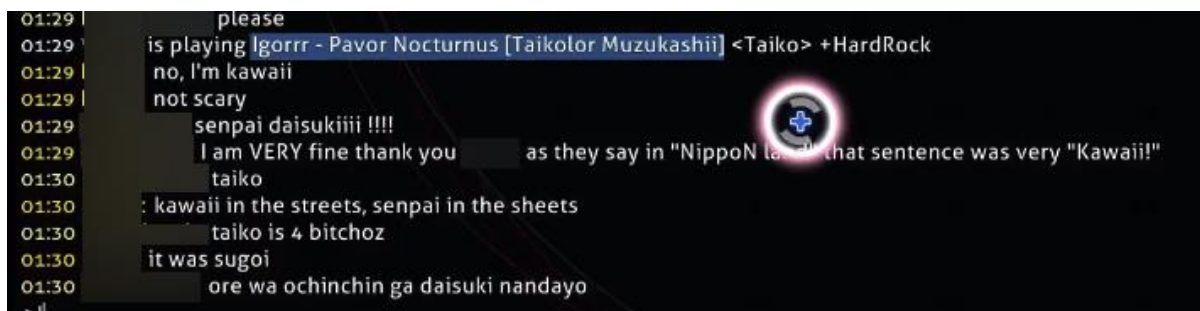 01:29 please
01:29 is playing Igorrr - Pavor Nocturnus [Taikolor Muzukashii] <Taiko> +HardRock
01:29 no, I'm kawaii
01:29 not scary
01:29 senpai daisukiiii !!!!
01:29 I am VERY fine thank you as they say in "NippoN that sentence was very "Kawaii!"
01:30 taiko
01:30 : kawaii in the streets, senpai in the sheets
01:30 taiko is 4 bitchoz
01:30 it was sugoi
01:30 ore wa ochinchin ga daisuki nandayo